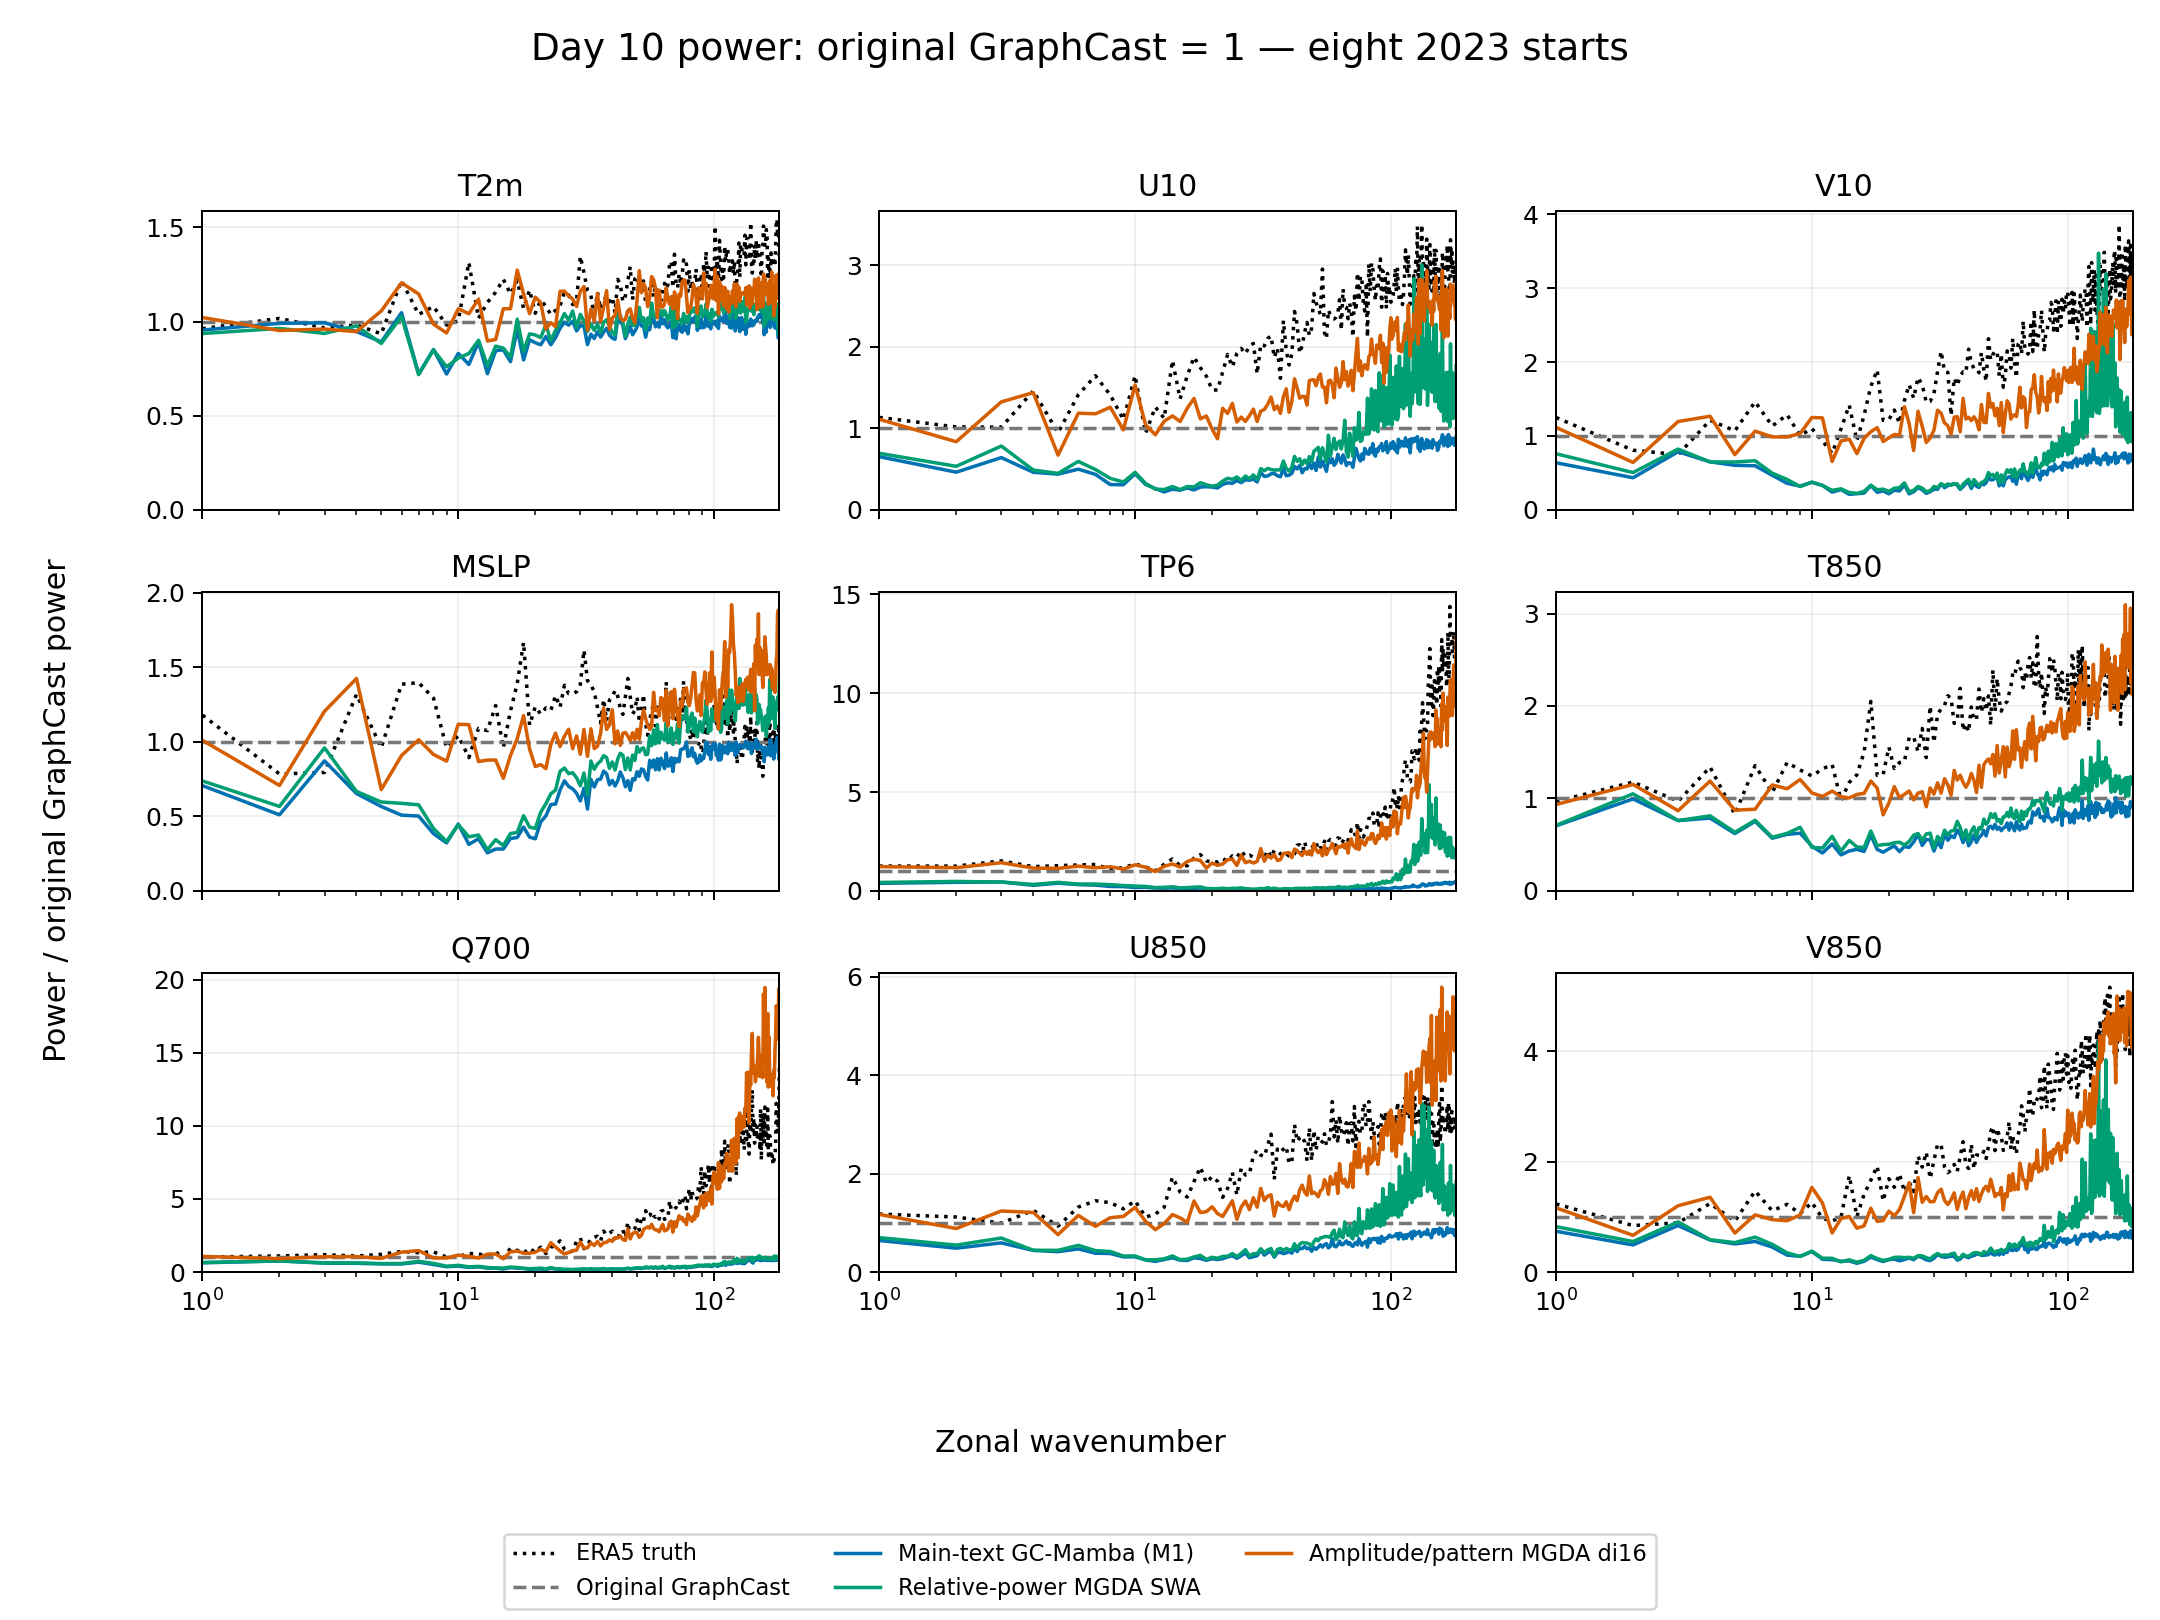 Day 10 power: original GraphCast = 1 — eight 2023 starts
T2m
U10
V10
1.5
1.0
0.5
0.0
3
2
1
0
4
3
2
1
0
MSLP
TP6
T850
2.0
1.5
1.0
0.5
0.0
15
10
5
0
3
2
1
0
Q700
U850
V850
20
15
10
5
0
6
4
2
0
4
2
0
10⁰ 10¹ 10²
10⁰ 10¹ 10²
10⁰ 10¹ 10²
Power / original GraphCast power
Zonal wavenumber
ERA5 truth
Original GraphCast
Main-text GC-Mamba (M1)
Relative-power MGDA SWA
Amplitude/pattern MGDA di16